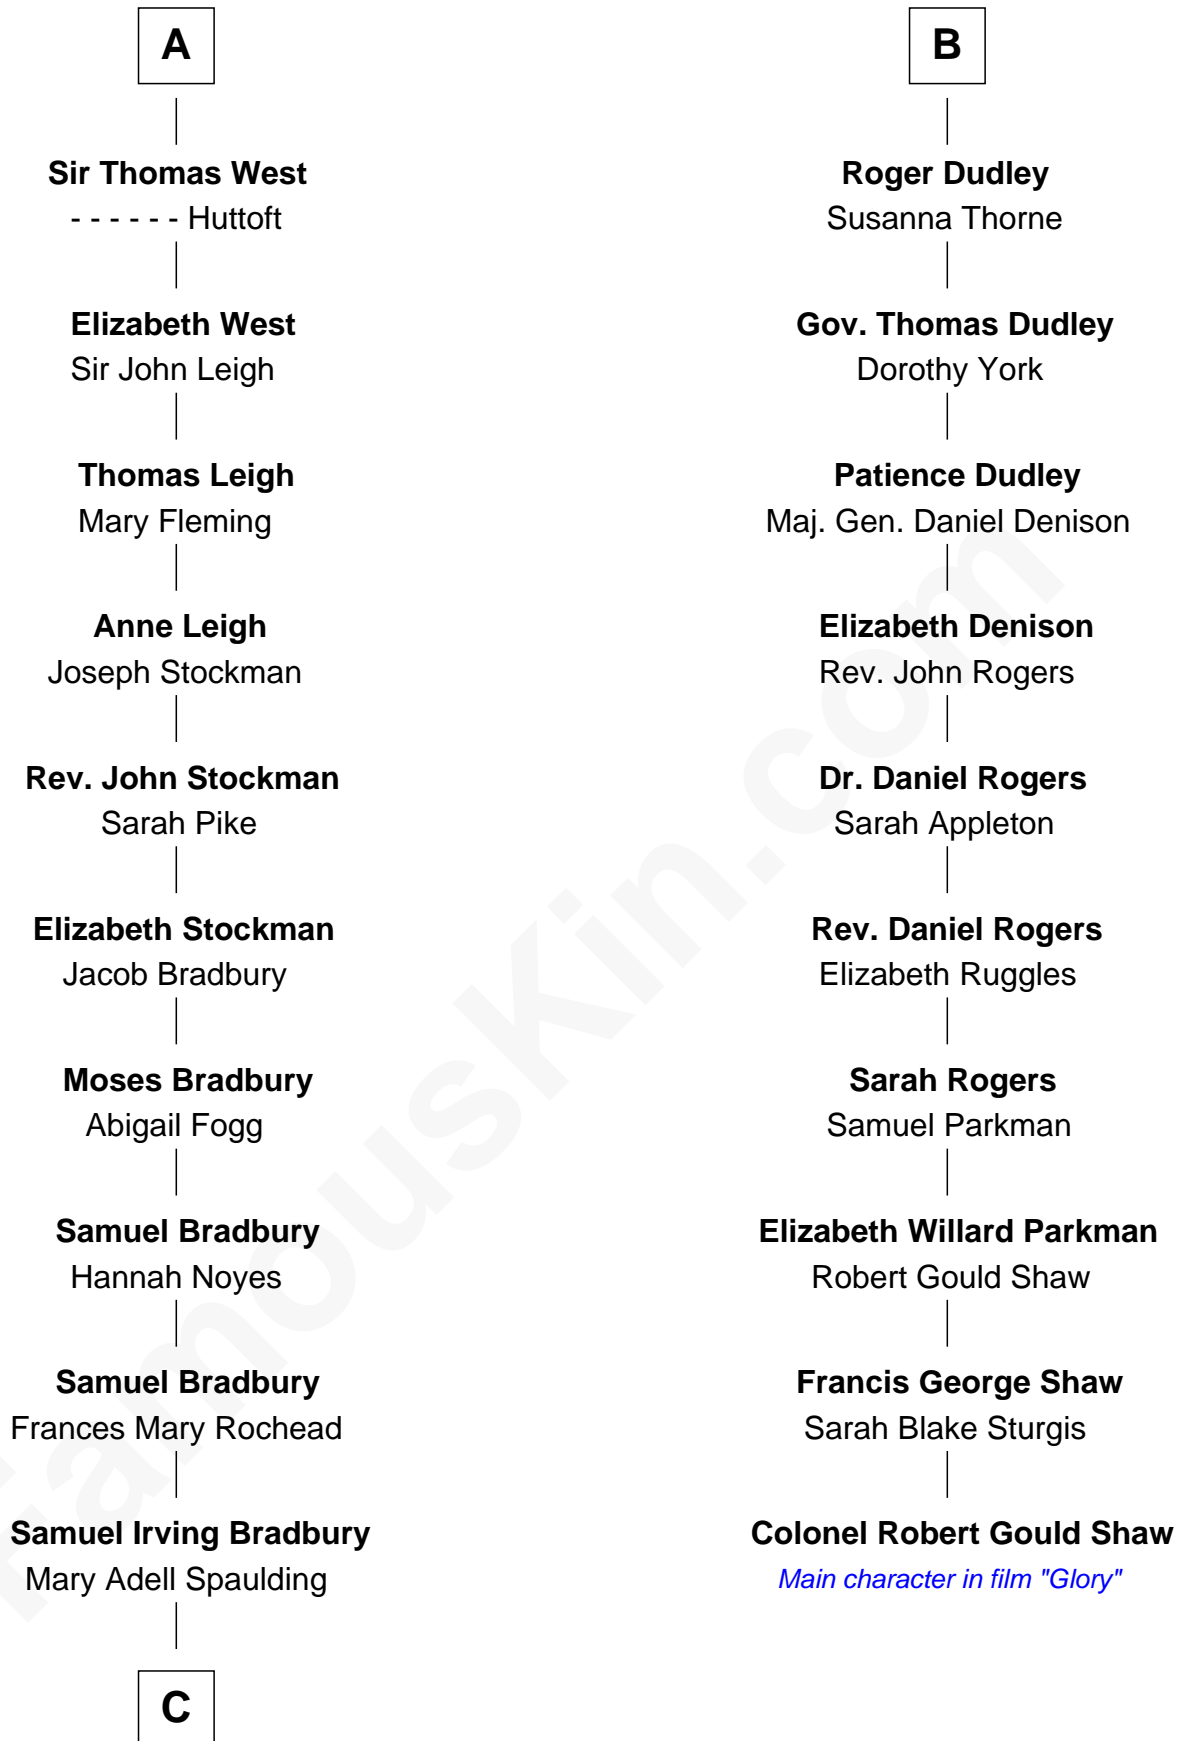 A
Sir Thomas West
- - - - - - Huttoft
Elizabeth West
Sir John Leigh
Thomas Leigh
Mary Fleming
Anne Leigh
Joseph Stockman
Rev. John Stockman
Sarah Pike
Elizabeth Stockman
Jacob Bradbury
Moses Bradbury
Abigail Fogg
Samuel Bradbury
Hannah Noyes
Samuel Bradbury
Frances Mary Rochead
Samuel Irving Bradbury
Mary Adell Spaulding
C
B
Roger Dudley
Susanna Thorne
Gov. Thomas Dudley
Dorothy York
Patience Dudley
Maj. Gen. Daniel Denison
Elizabeth Denison
Rev. John Rogers
Dr. Daniel Rogers
Sarah Appleton
Rev. Daniel Rogers
Elizabeth Ruggles
Sarah Rogers
Samuel Parkman
Elizabeth Willard Parkman
Robert Gould Shaw
Francis George Shaw
Sarah Blake Sturgis
Colonel Robert Gould Shaw
Main character in film "Glory"
FamousKin.com